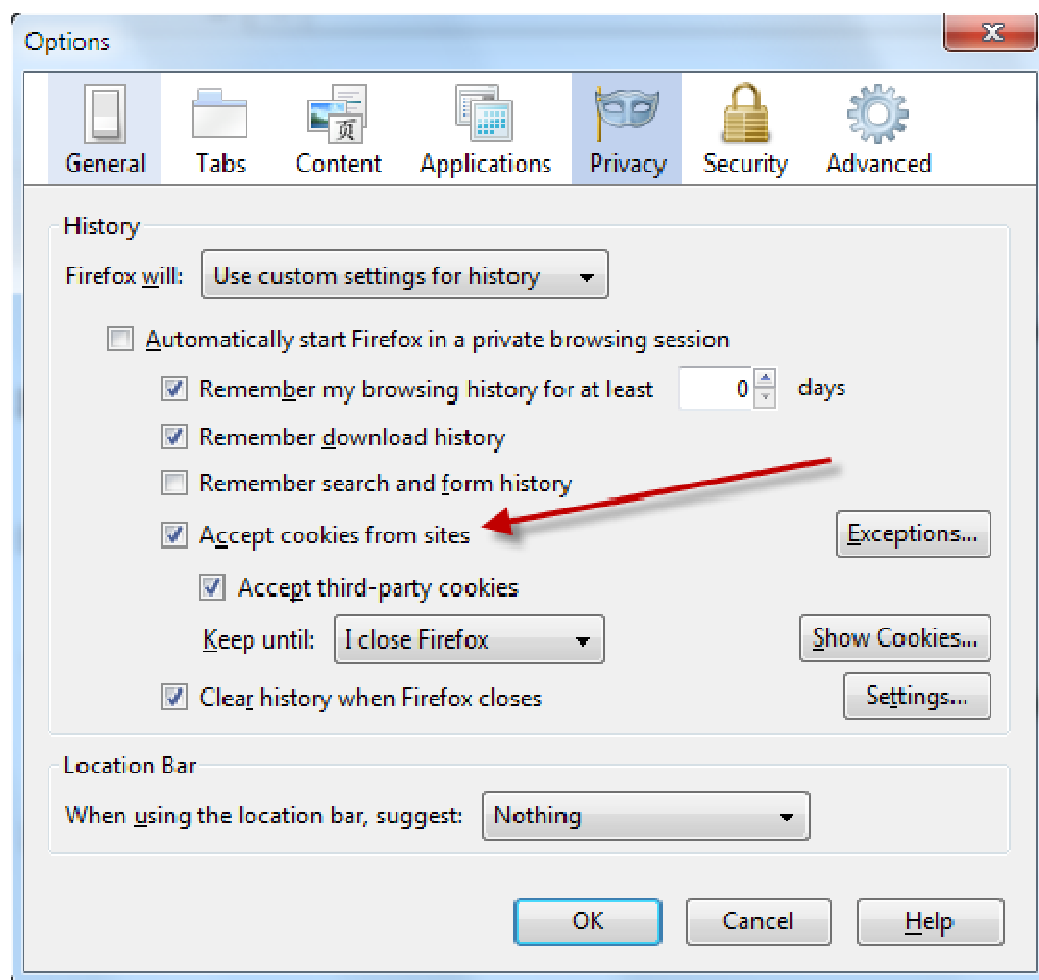 Options
General Tabs Content Applications Privacy Security Advanced
页
History
Firefox will: Use custom settings for history
Automatically start Firefox in a private browsing session
Remember my browsing history for at least 0 days
Remember download history
Remember search and form history
Accept cookies from sites Exceptions...
Accept third-party cookies
Keep until: I close Firefox Show Cookies...
Clear history when Firefox closes Settings...
Location Bar
When using the location bar, suggest: Nothing
OK Cancel Help